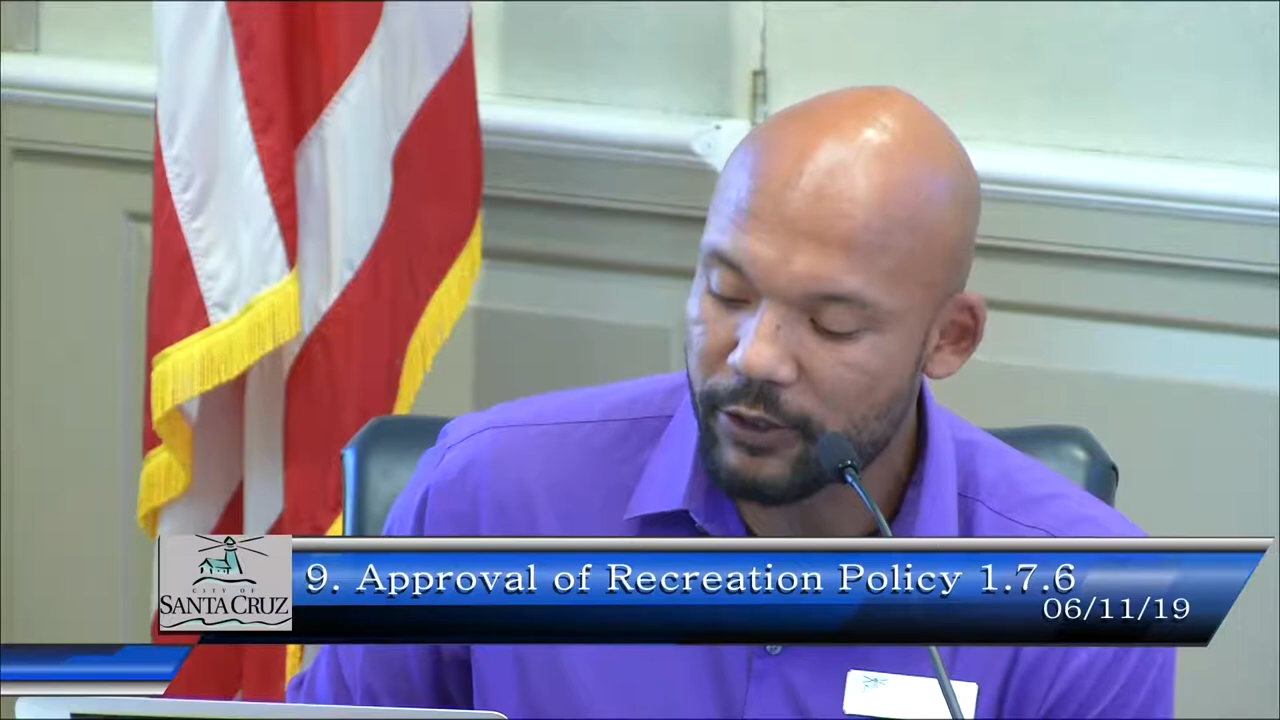 9. Approval of Recreation Policy 1.7.6
CITY OF
SANTA CRUZ
06/11/19